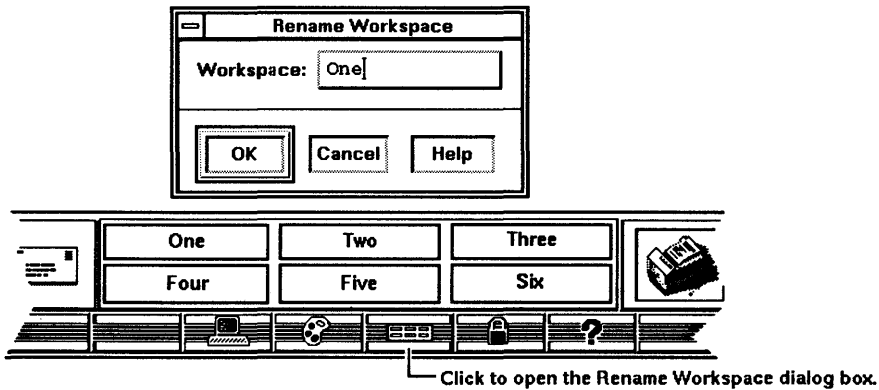 Rename Workspace
Workspace: One
OK Cancel Help
One Two Three
Four Five Six
?
Click to open the Rename Workspace dialog box.